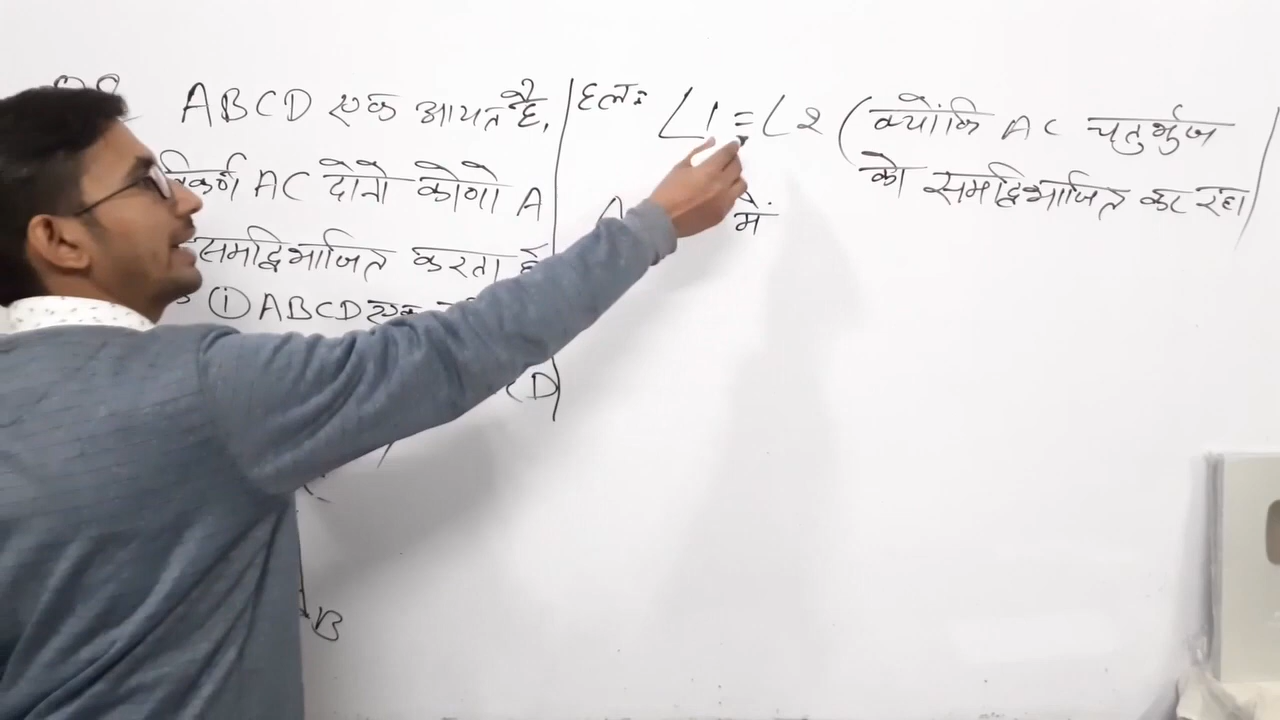 ABCD एक आयत है,
विकर्ण AC दोनो कोणो A
समद्विभाजित करता है
(i) ABCD एक
(D
B
हल: ∠1 = ∠2 (क्योंकि AC चतुर्भुज
को समद्विभाजित कर रहा)
में